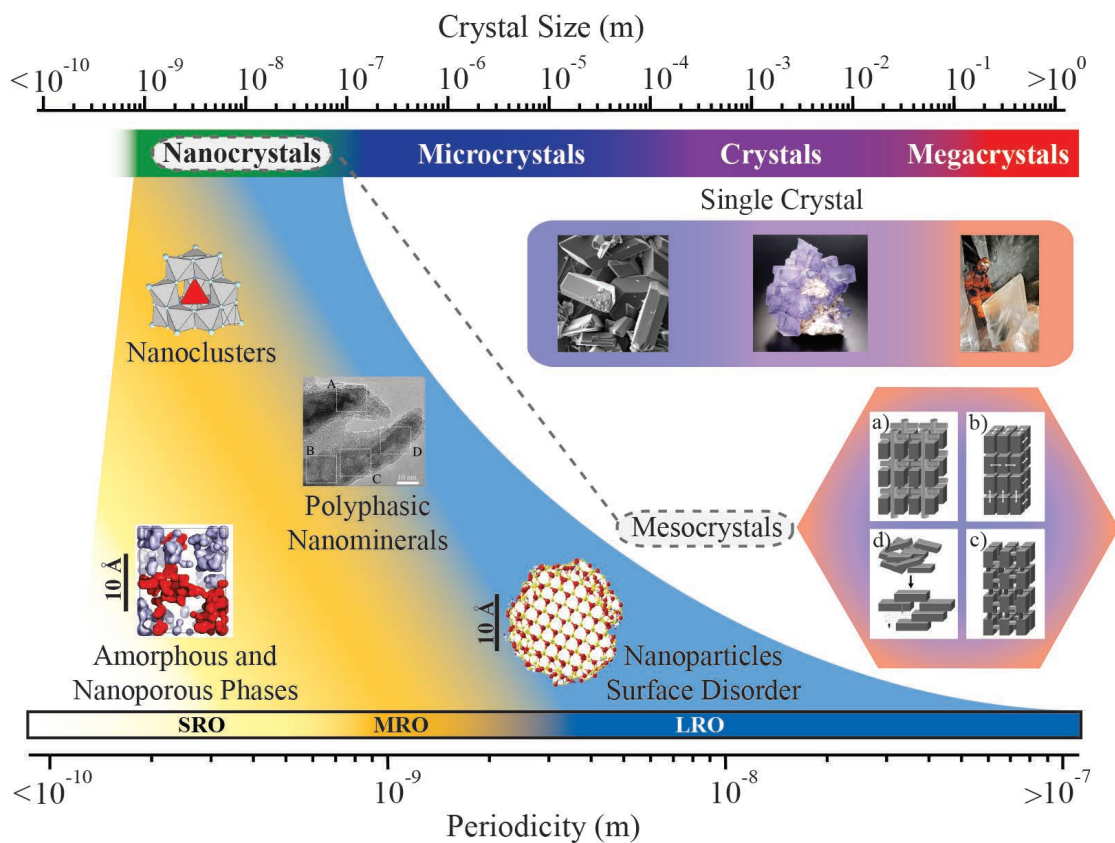 Crystal Size (m)
<10-10 10-9 10-8 10-7 10-6 10-5 10-4 10-3 10-2 10-1 >100
Nanocrystals Microcrystals Crystals Megacrystals
Single Crystal
Nanoclusters
A
B
C
D
10 nm
Polyphasic
Nanominerals
Mesocrystals
a) b)
d) c)
10 Å
Amorphous and
Nanoporous Phases
10 Å
Nanoparticles
Surface Disorder
SRO MRO LRO
<10-10 10-9 10-8 >10-7
Periodicity (m)